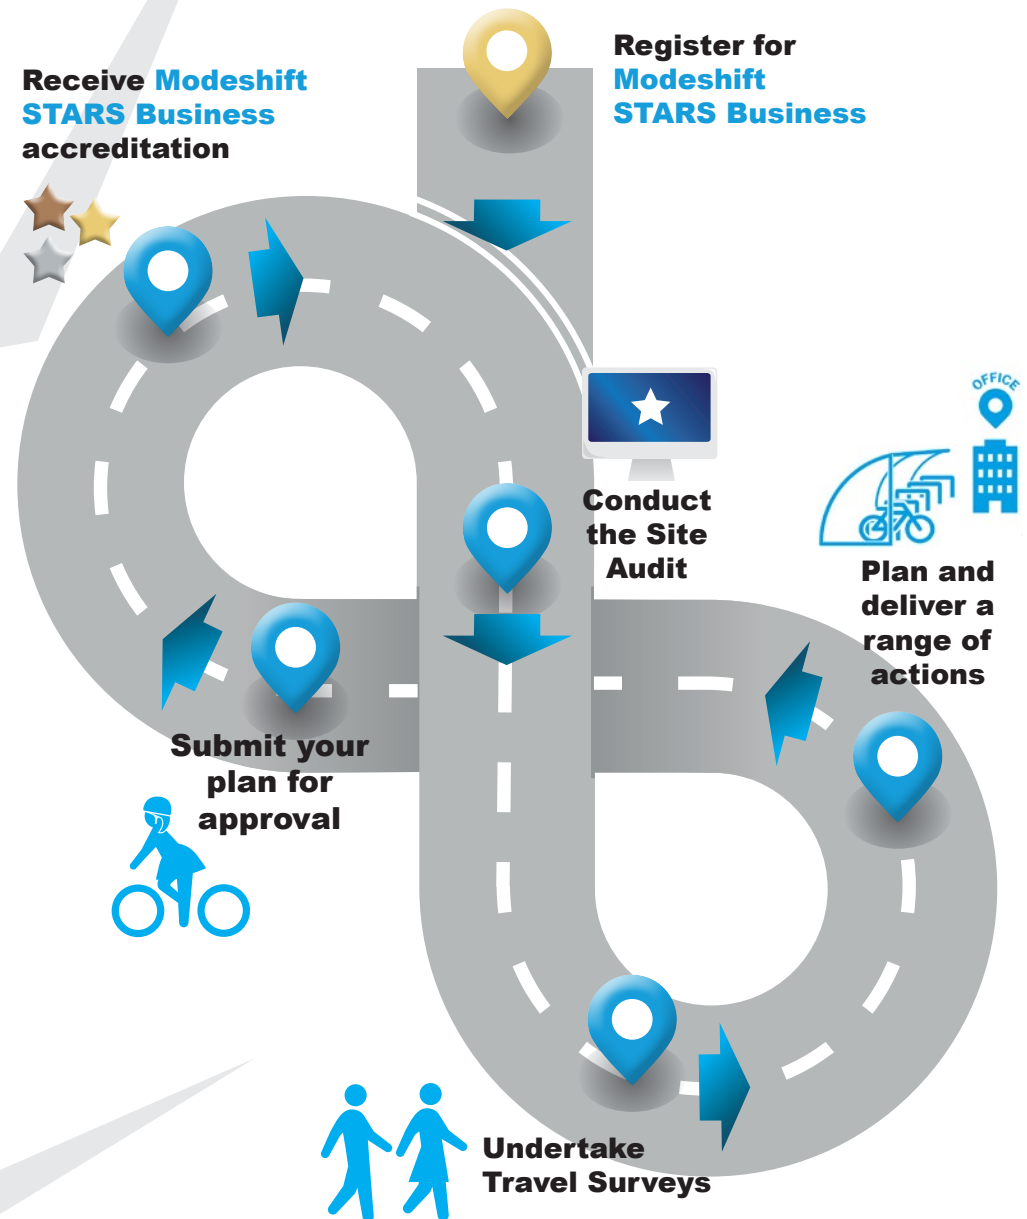 Register for
Modeshift
STARS Business
Receive Modeshift
STARS Business
accreditation
Conduct
the Site
Audit
OFFICE
Plan and
deliver a
range of
actions
Submit your
plan for
approval
Undertake
Travel Surveys